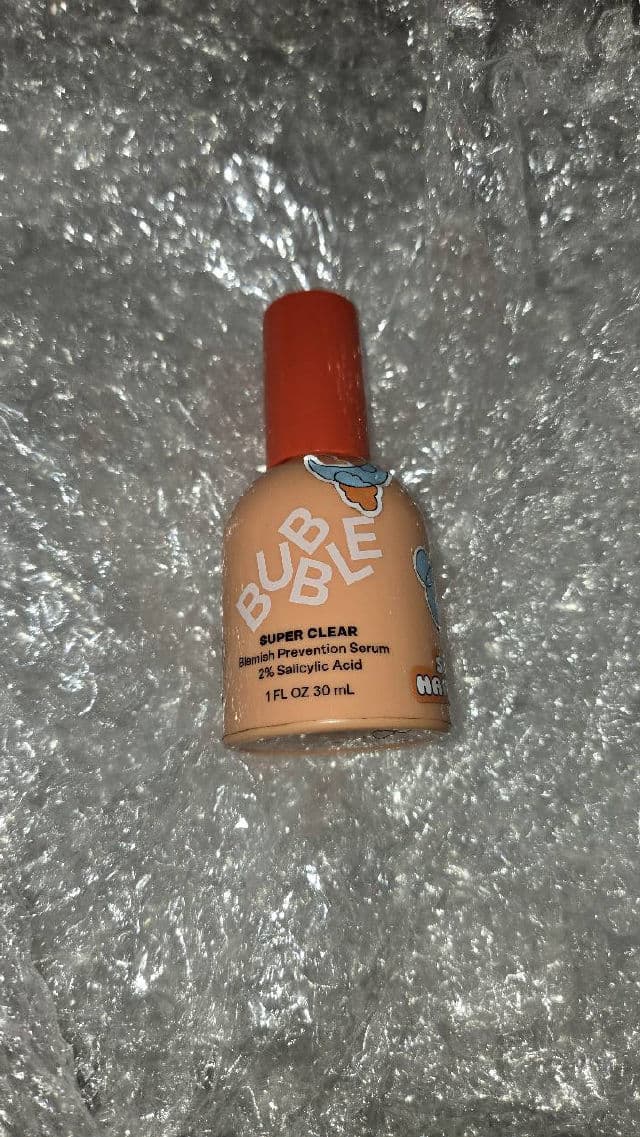 BUBBLE
SUPER CLEAR
Blemish Prevention Serum
2% Salicylic Acid
1 FL OZ 30 mL